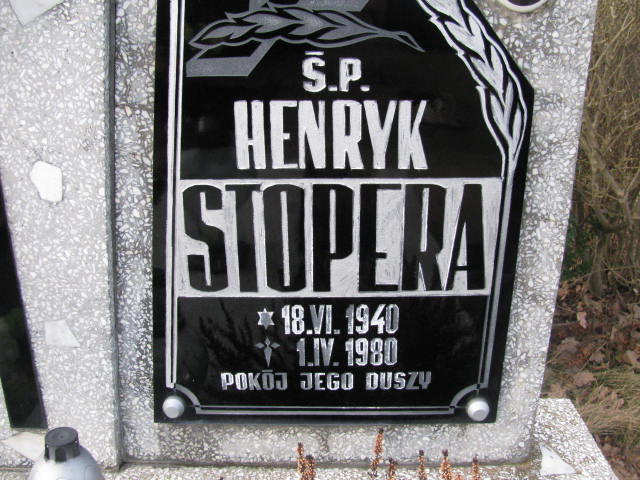 Ś.P.
HENRYK
STOPERA
18.VI.1940
1.IV.1980
POKÓJ JEGO DUSZY